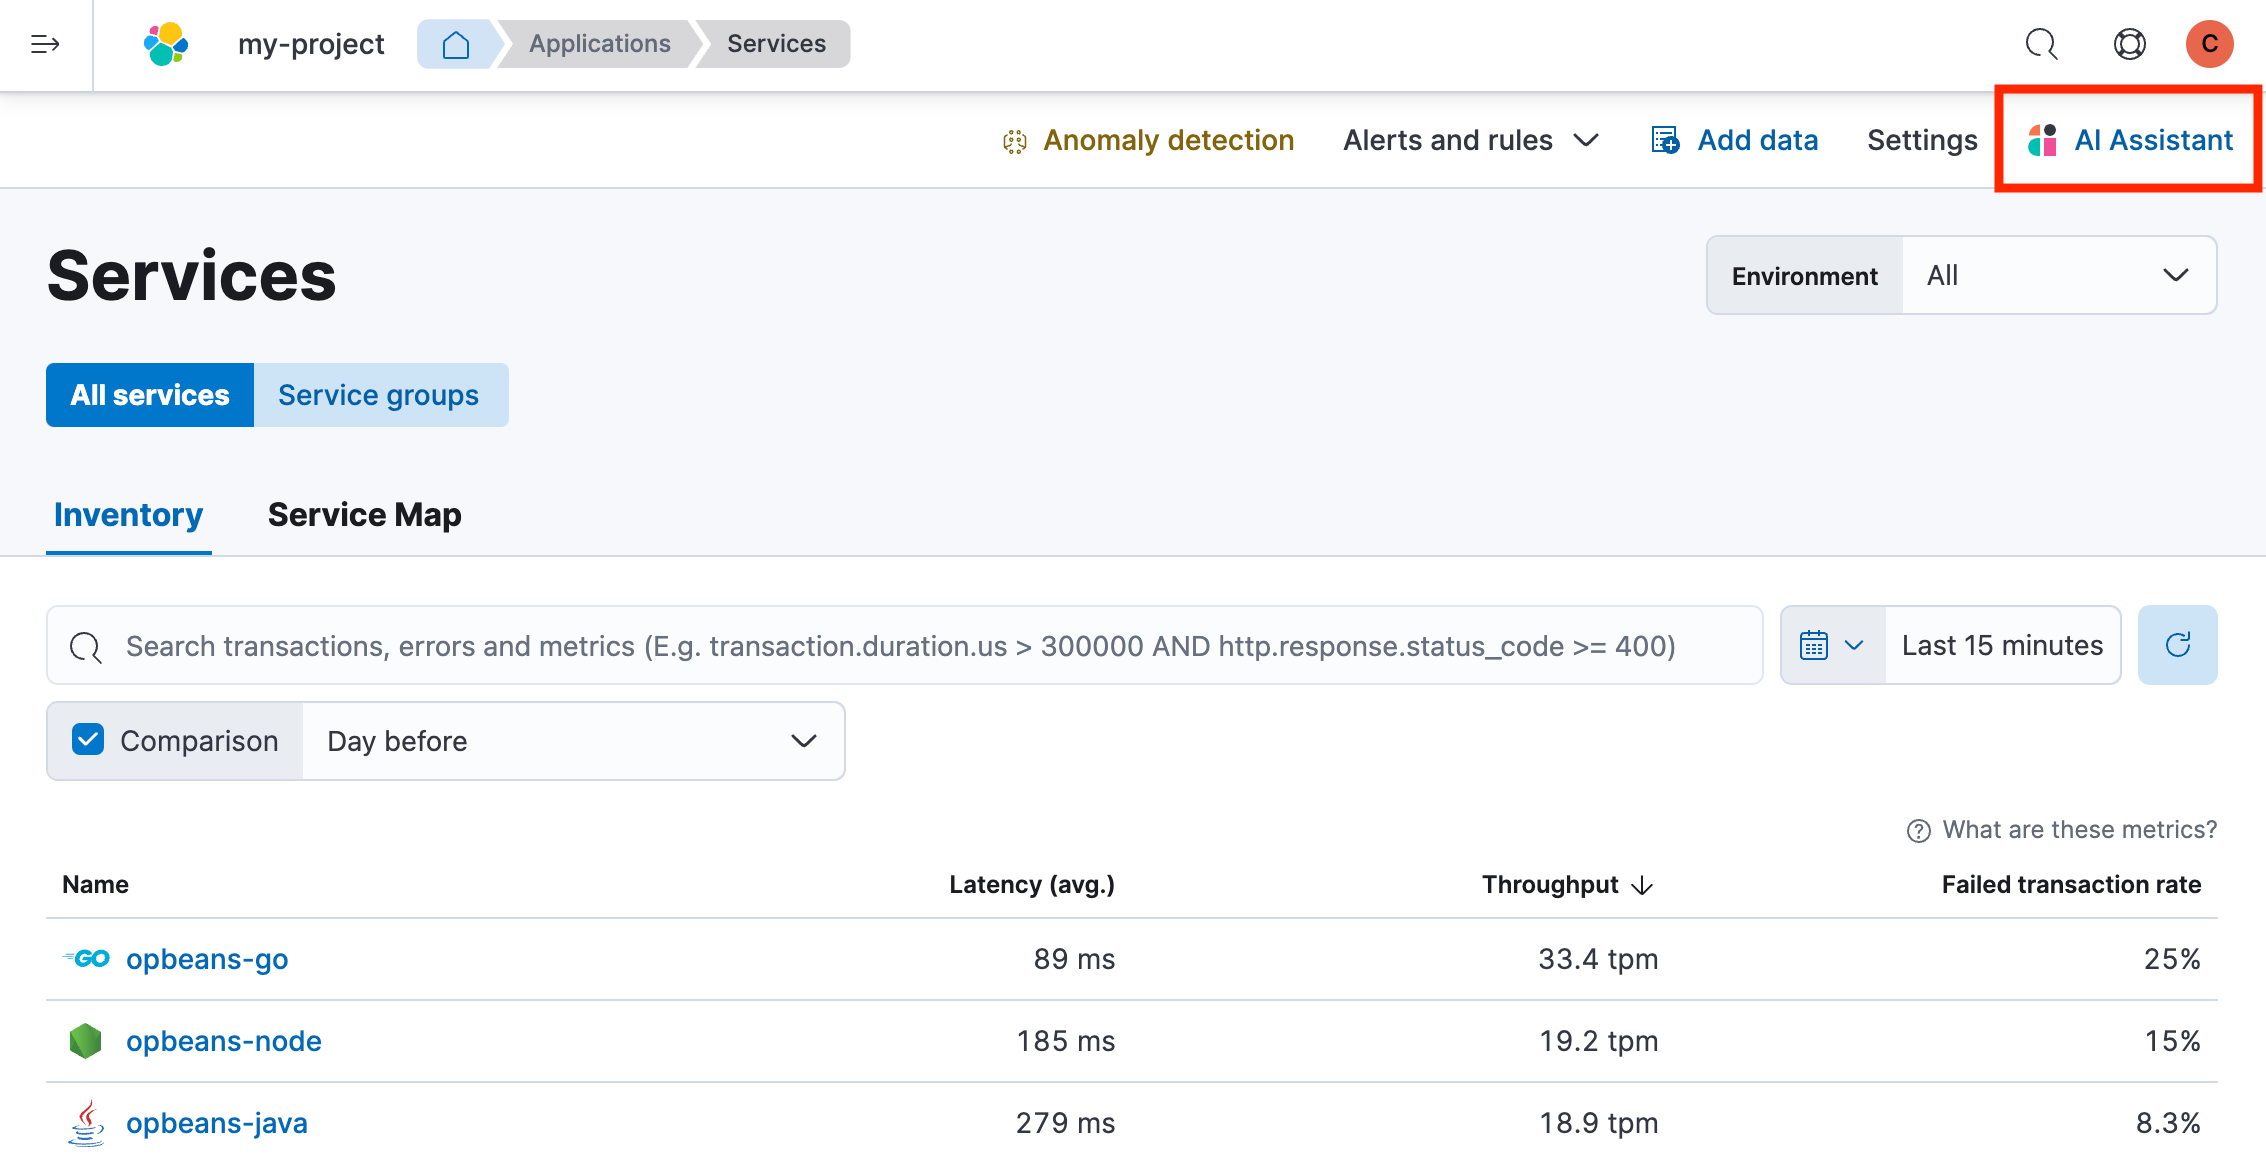 my-project Applications Services C
Anomaly detection Alerts and rules Add data Settings AI Assistant
Services
Environment All
All services Service groups
Inventory Service Map
Search transactions, errors and metrics (E.g. transaction.duration.us > 300000 AND http.response.status_code >= 400) Last 15 minutes
Comparison Day before
What are these metrics?
Name Latency (avg.) Throughput Failed transaction rate
GO opbeans-go 89 ms 33.4 tpm 25%
opbeans-node 185 ms 19.2 tpm 15%
opbeans-java 279 ms 18.9 tpm 8.3%